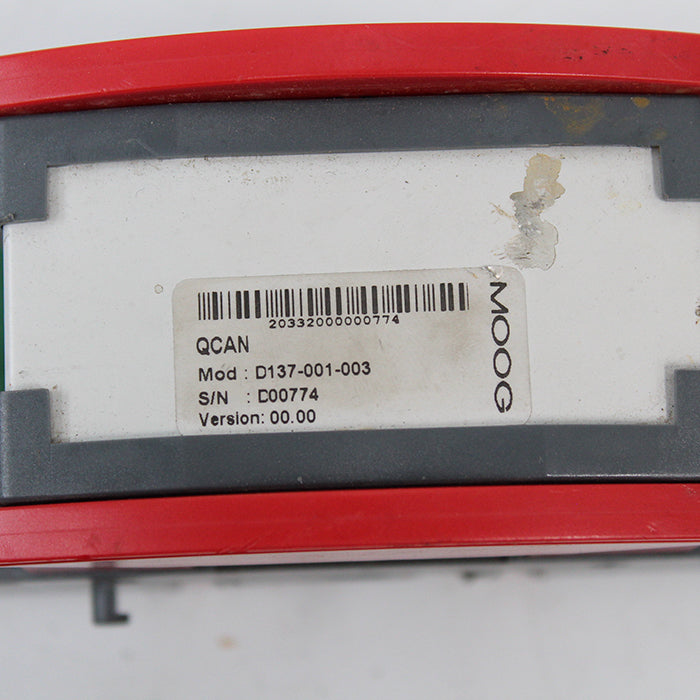 20332000000774
QCAN
Mod : D137-001-003
S/N : D00774
Version: 00.00
MOOG